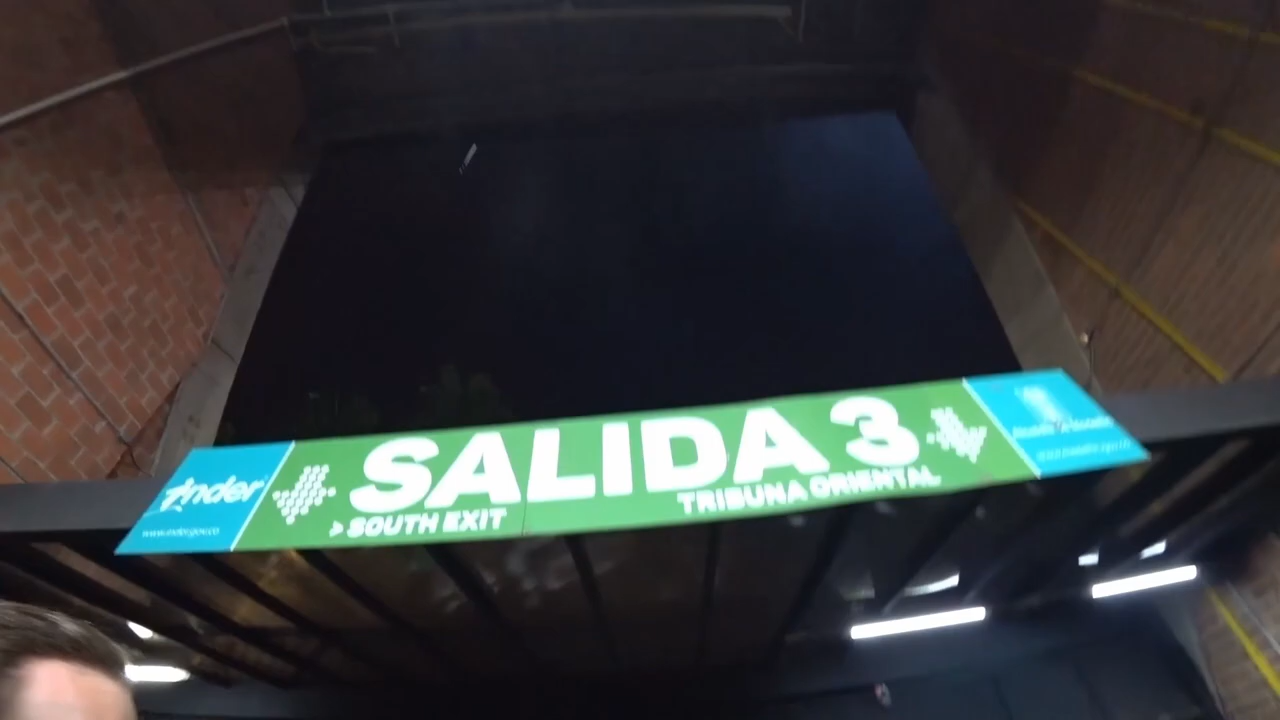 inder
www.inder.gov.co
SALIDA 3
> SOUTH EXIT
TRIBUNA ORIENTAL